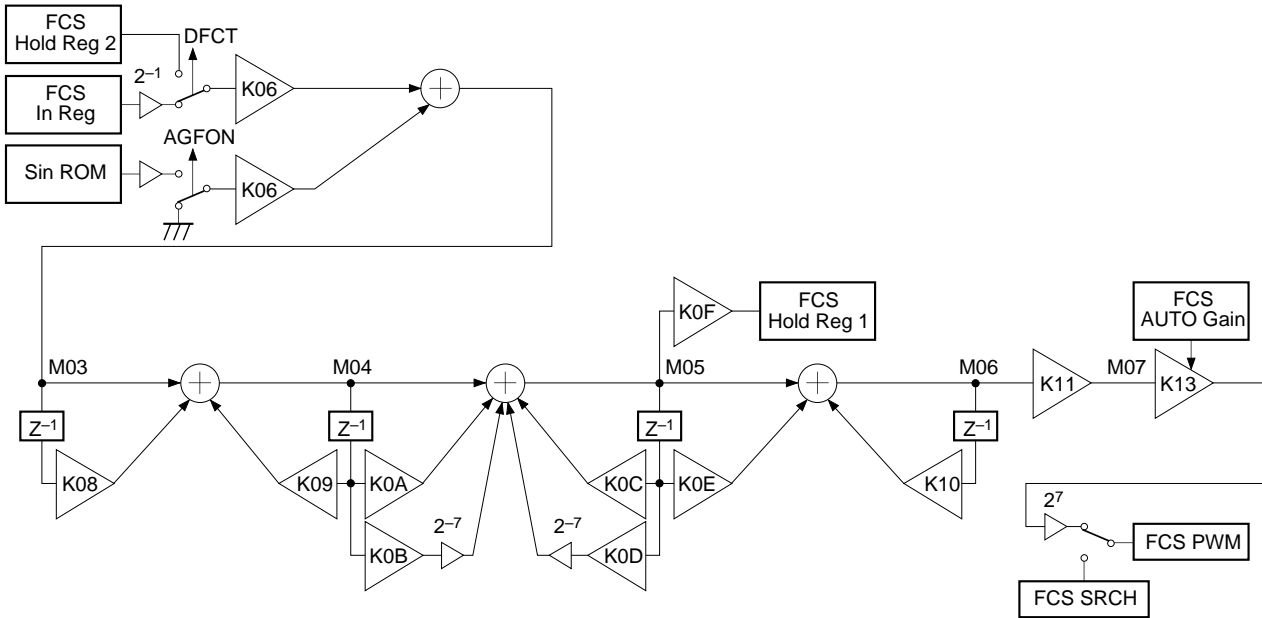 FCS
Hold Reg 2
DFCT
2⁻¹
FCS
In Reg
K06
AGFON
Sin ROM
K06
K0F
FCS
Hold Reg 1
FCS
AUTO Gain
M03
M04
M05
M06
K11
M07
K13
Z⁻¹
Z⁻¹
Z⁻¹
Z⁻¹
K08
K09
K0A
K0C
K0E
K10
2⁻⁷
2⁻⁷
K0B
K0D
2⁷
FCS PWM
FCS SRCH